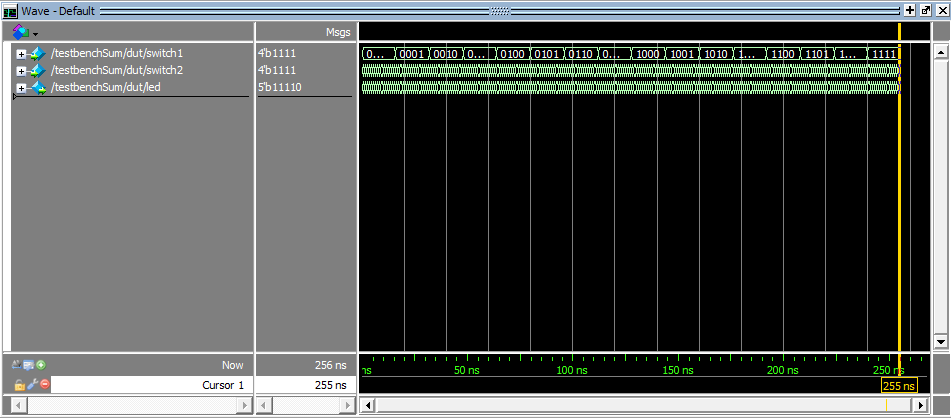 Wave - Default
Msgs
/testbenchSum/dut/switch1 4'b1111 0... 0001 0010 0... 0100 0101 0110 0... 1000 1001 1010 1... 1100 1101 1... 1111
/testbenchSum/dut/switch2 4'b1111
/testbenchSum/dut/led 5'b11110
Now 256 ns ns 50 ns 100 ns 150 ns 200 ns 250 ns
Cursor 1 255 ns 255 ns